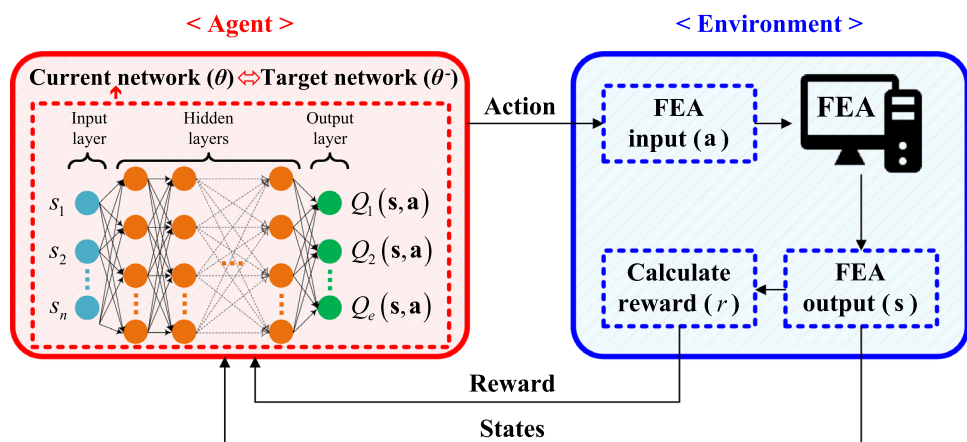 < Agent >
Current network (θ) ⇔ Target network (θ-)
Input
layer
Hidden
layers
Output
layer
s1
s2
sn
...
Q1(s,a)
Q2(s,a)
Qe(s,a)
Action
< Environment >
FEA
input (a)
FEA
Calculate
reward (r)
FEA
output (s)
Reward
States